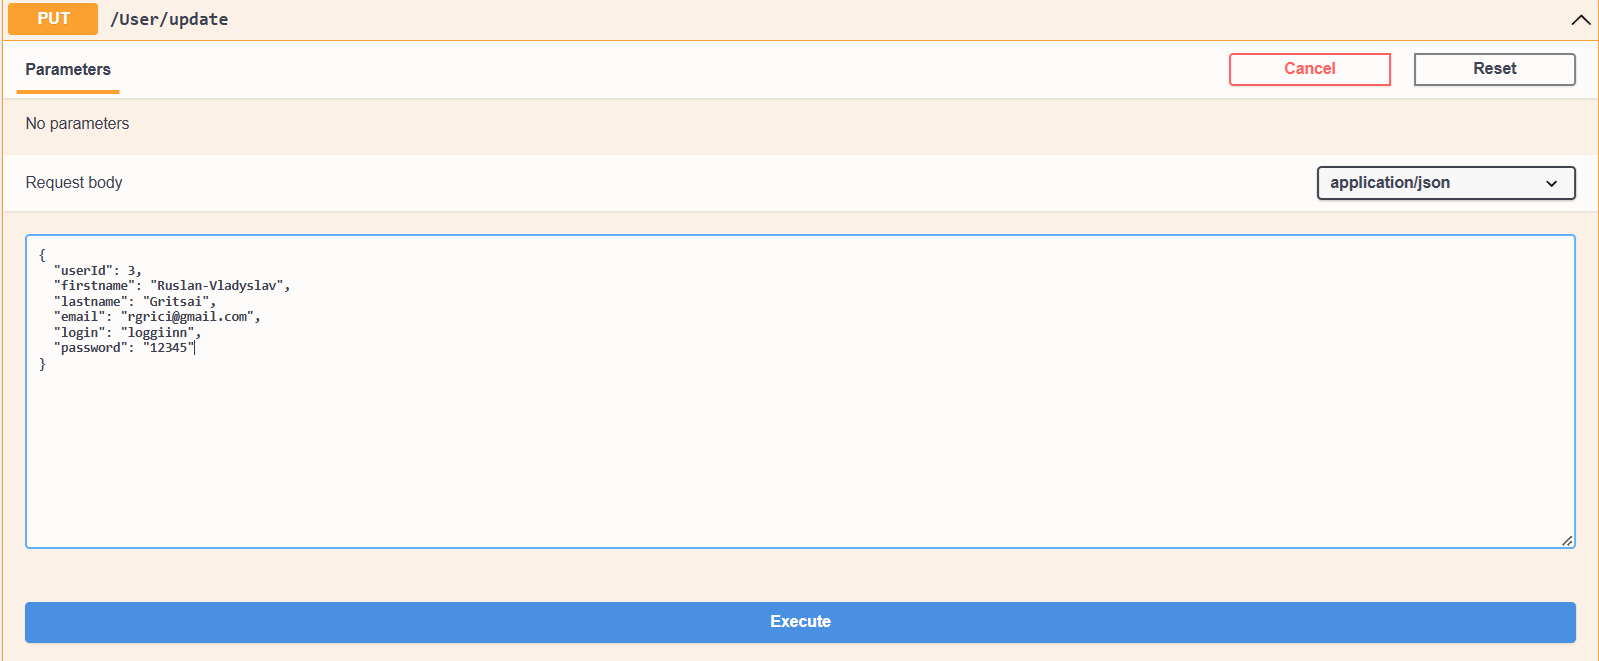 PUT /User/update
Parameters Cancel Reset
No parameters
Request body application/json
{
"userId": 3,
"firstname": "Ruslan-Vladyslav",
"lastname": "Gritsai",
"email": "rgrici@gmail.com",
"login": "loggiinn",
"password": "12345"
}
Execute